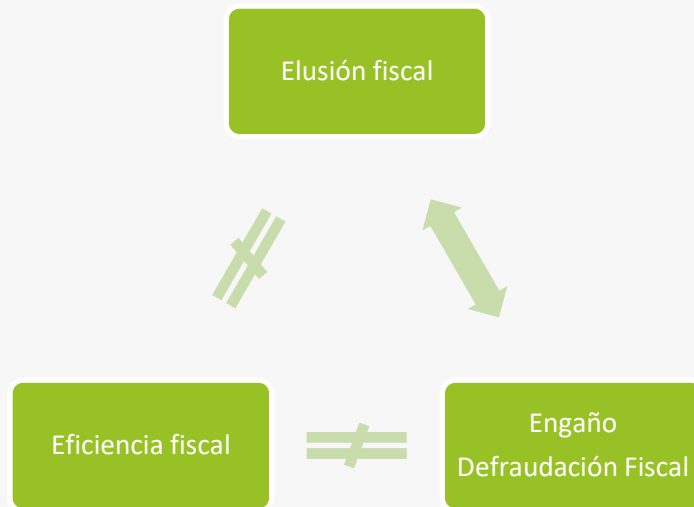 Elusión fiscal
Eficiencia fiscal
Engaño
Defraudación Fiscal